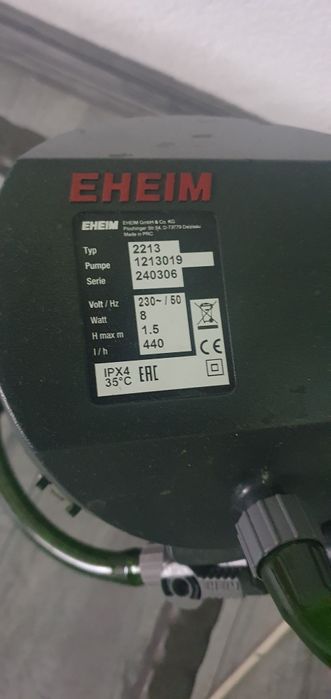 EHEIM
EHEIM EHEIM GmbH & Co. KG
Plochinger Str 54, D-73779 Deizisau
Made in PRC
Typ 2213
Pumpe 1213019
Serie 240306
Volt / Hz 230~ / 50
Watt 8
H max m 1.5
l / h 440
IPX4
35°C
EAC
CE